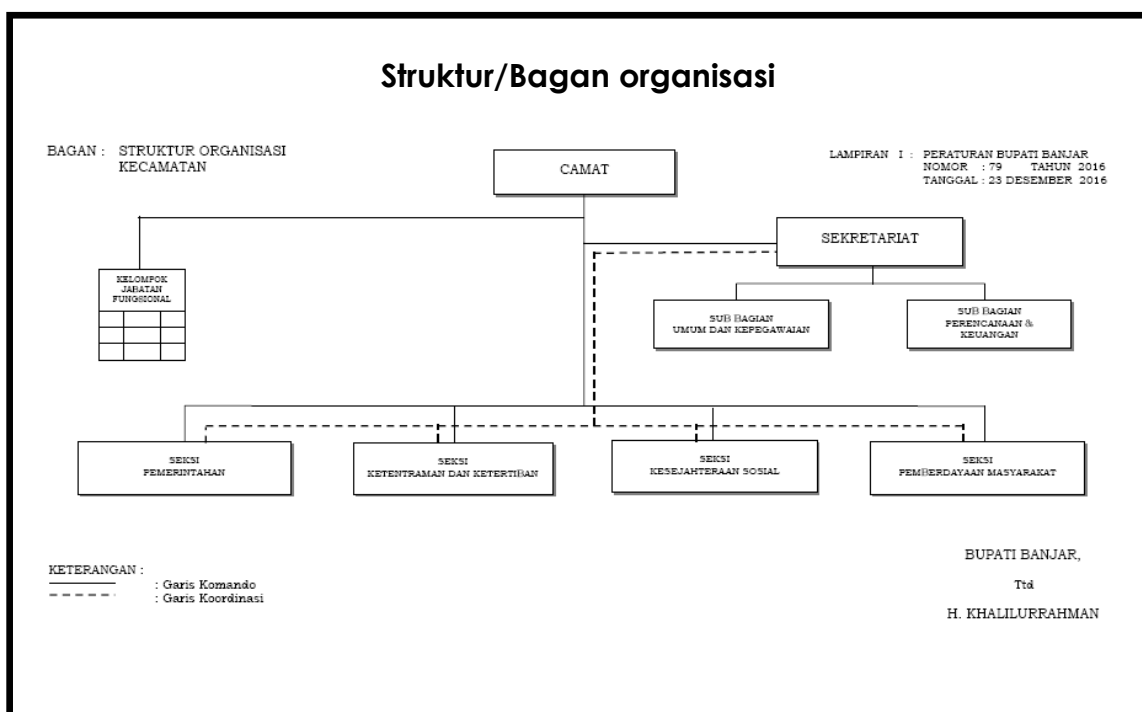 Struktur/Bagan organisasi
BAGAN : STRUKTUR ORGANISASI
KECAMATAN
LAMPIRAN I : PERATURAN BUPATI BANJAR
NOMOR : 79 TAHUN 2016
TANGGAL : 23 DESEMBER 2016
CAMAT
SEKRETARIAT
KELOMPOK
JABATAN
FUNGSIONAL
SUB BAGIAN
UMUM DAN KEPEGAWAIAN
SUB BAGIAN
PERENCANAAN &
KEUANGAN
SEKSI
PEMERINTAHAN
SEKSI
KETENTRAMAN DAN KETERTIBAN
SEKSI
KESEJAHTERAAN SOSIAL
SEKSI
PEMBERDAYAAN MASYARAKAT
KETERANGAN :
: Garis Komando
: Garis Koordinasi
BUPATI BANJAR,
Ttd
H. KHALILURRAHMAN